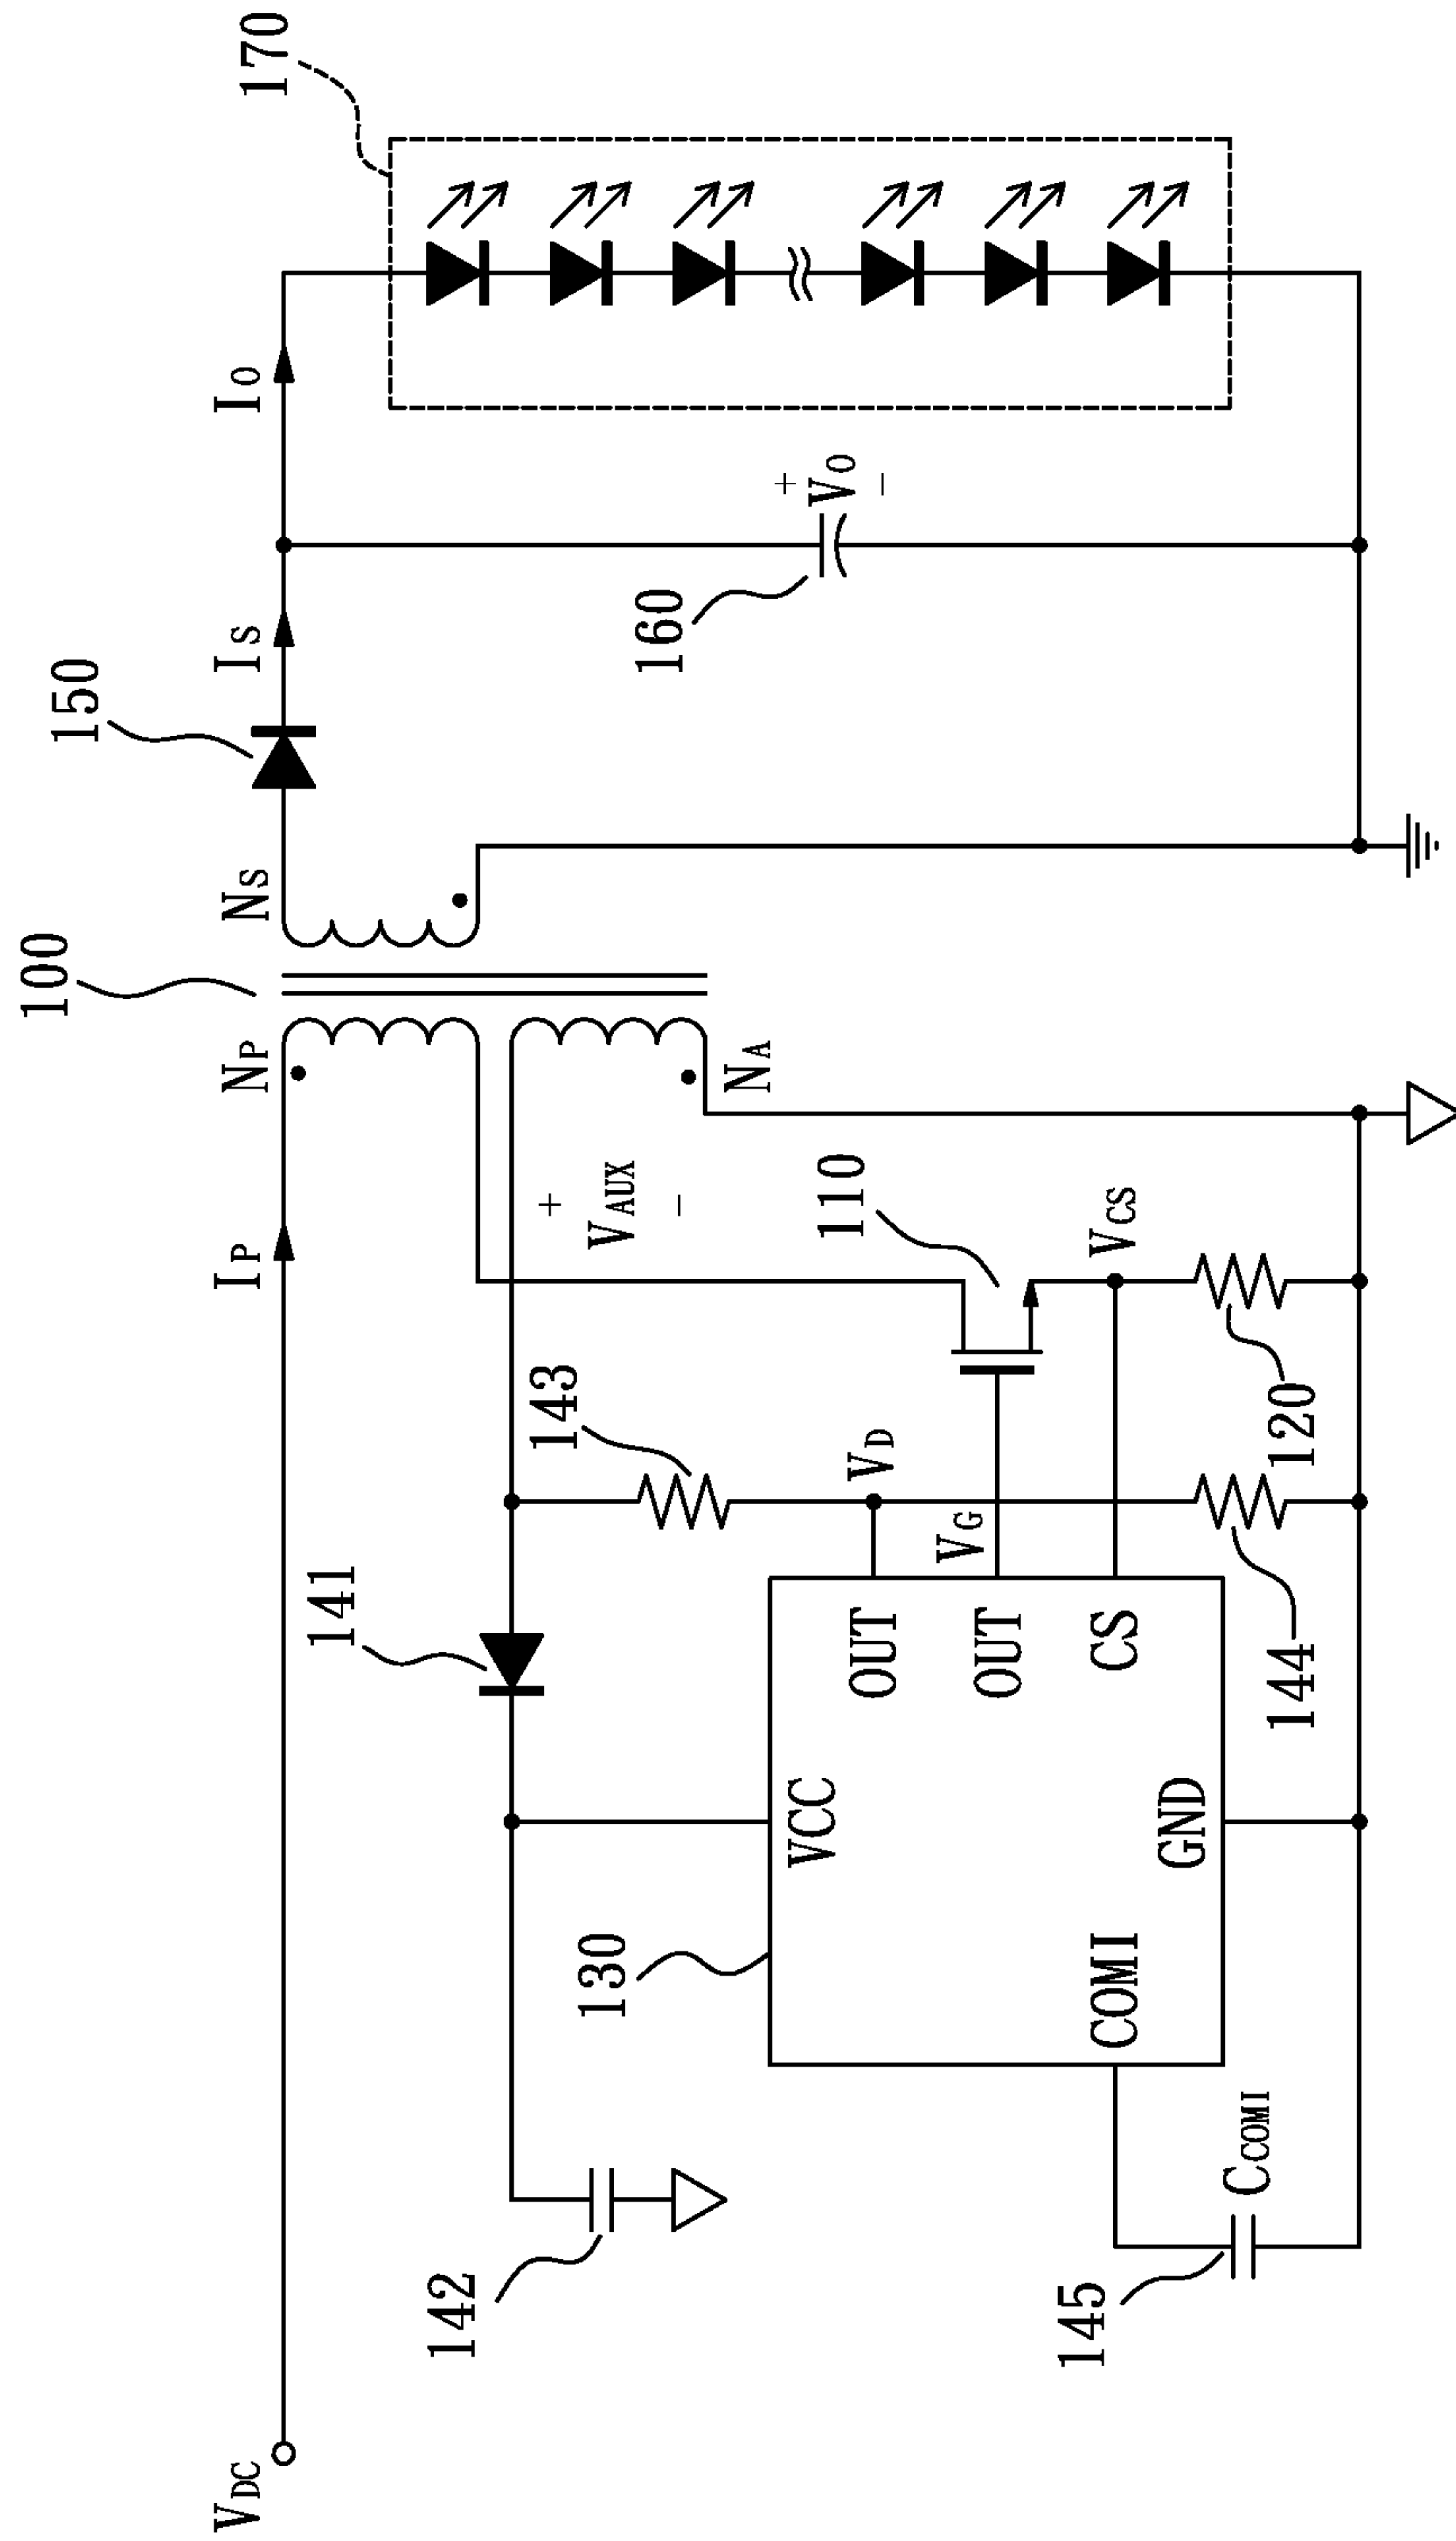 100
150
170
VDC
IP
NP
NS
IS
IO
141
143
+
VAUX
-
NA
142
130
VCC
OUT
VD
OUT
VG
CS
COMI
GND
110
VCS
160
+
VO
-
145
CCOMI
144
120